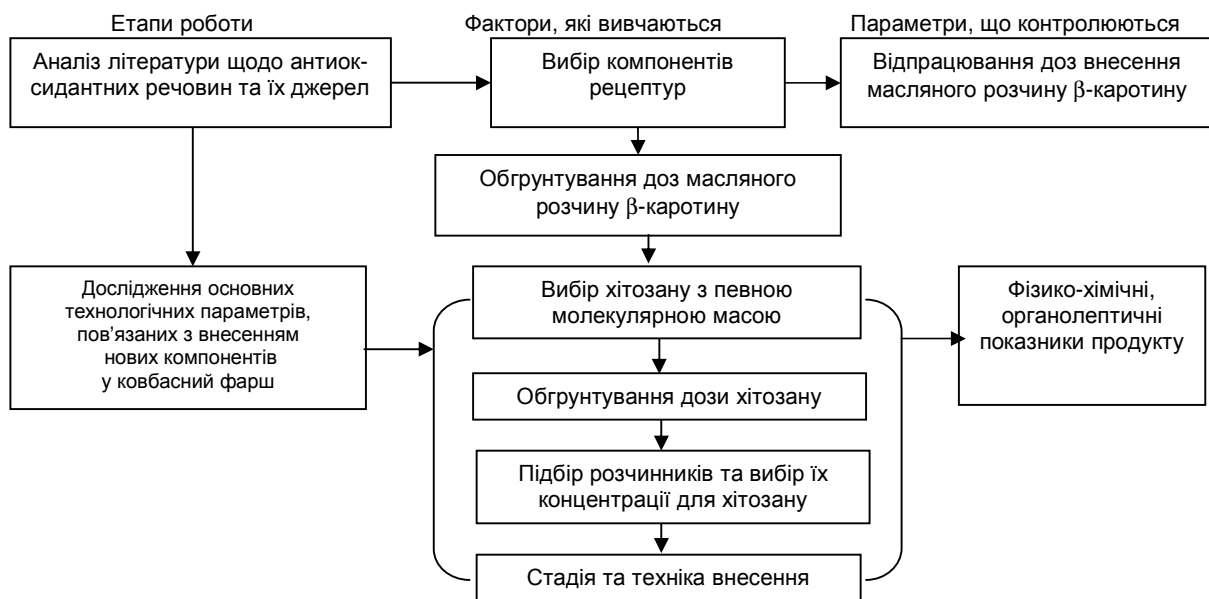 Етапи роботи
Фактори, які вивчаються
Параметри, що контролюються
Аналіз літератури щодо антиок-
сидантних речовин та їх джерел
Вибір компонентів
рецептур
Відпрацювання доз внесення
масляного розчину β-каротину
Обгрунтування доз масляного
розчину β-каротину
Дослідження основних
технологічних параметрів,
пов’язаних з внесенням
нових компонентів
у ковбасний фарш
Вибір хітозану з певною
молекулярною масою
Фізико-хімічні,
органолептичні
показники продукту
Обгрунтування дози хітозану
Підбір розчинників та вибір їх
концентрації для хітозану
Стадія та техніка внесення